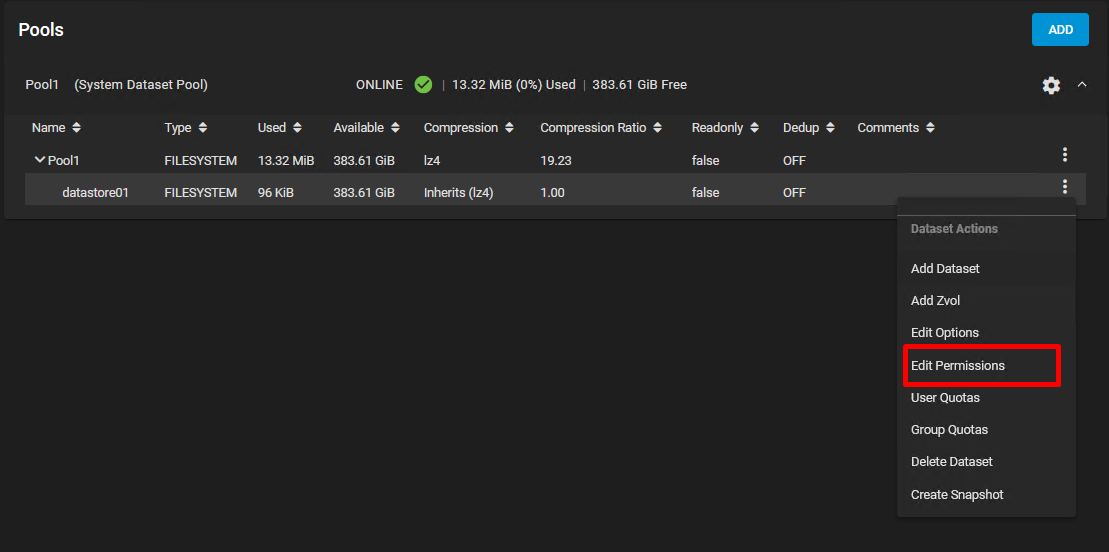 Pools
ADD
Pool1 (System Dataset Pool) ONLINE | 13.32 MiB (0%) Used | 383.61 GiB Free
Name Type Used Available Compression Compression Ratio Readonly Dedup Comments
Pool1 FILESYSTEM 13.32 MiB 383.61 GiB lz4 19.23 false OFF
datastore01 FILESYSTEM 96 KiB 383.61 GiB Inherits (lz4) 1.00 false OFF
Dataset Actions
Add Dataset
Add Zvol
Edit Options
Edit Permissions
User Quotas
Group Quotas
Delete Dataset
Create Snapshot